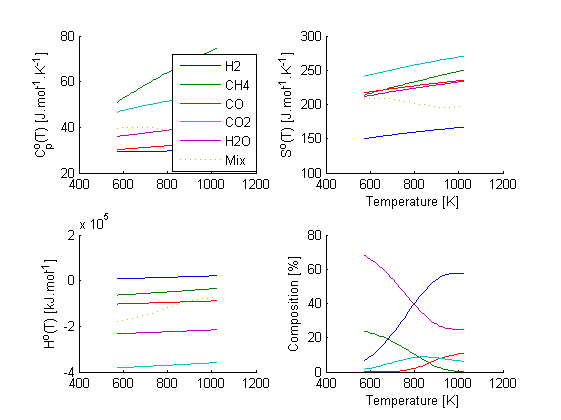 80
60
40
20
400 600 800 1000 1200
C°p(T) [J.mol⁻¹.K⁻¹]
H2
CH4
CO
CO2
H2O
Mix
300
250
200
150
100
400 600 800 1000 1200
S°(T) [J.mol⁻¹.K⁻¹]
Temperature [K]
x 10⁵
2
0
-2
-4
400 600 800 1000 1200
H°(T) [kJ.mol⁻¹]
80
60
40
20
0
400 600 800 1000 1200
Composition [%]
Temperature [K]